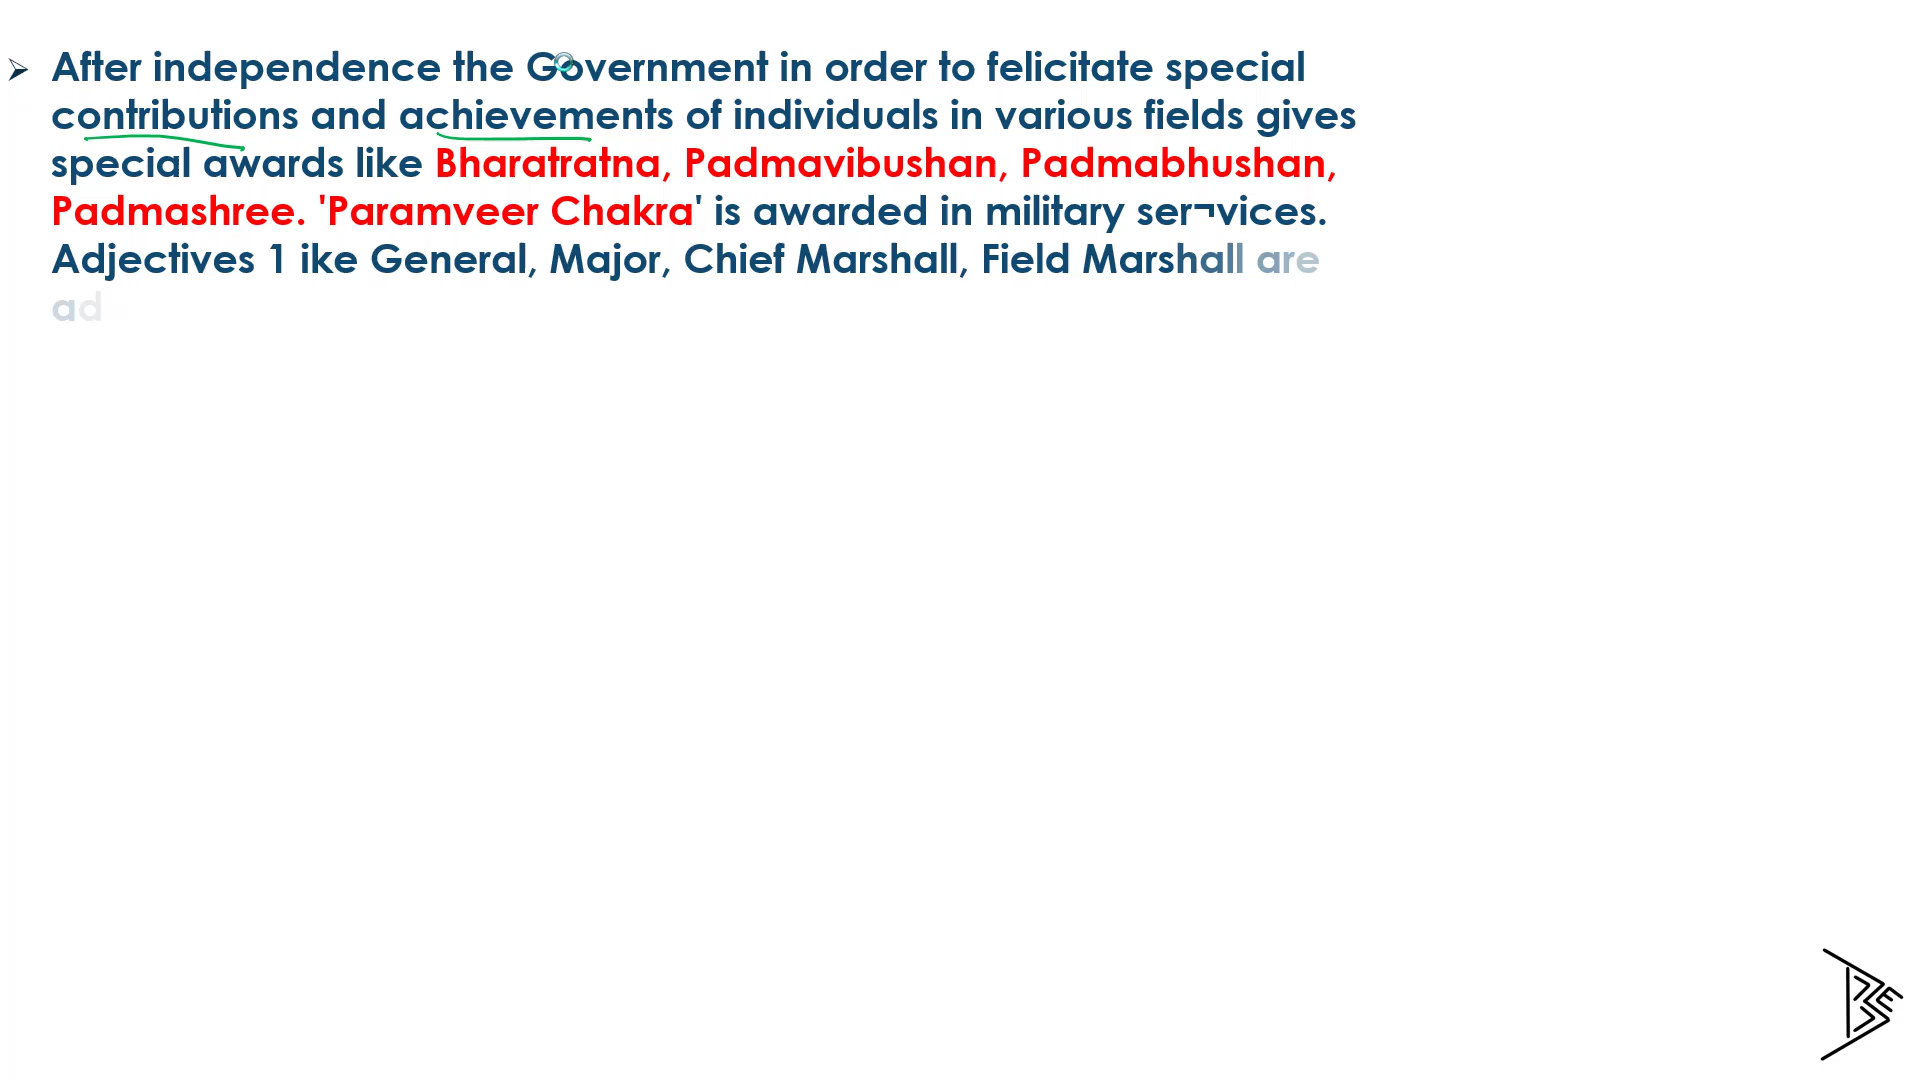 After independence the Government in order to felicitate special
contributions and achievements of individuals in various fields gives
special awards like Bharatratna, Padmavibushan, Padmabhushan,
Padmashree. 'Paramveer Chakra' is awarded in military ser¬vices.
Adjectives 1 ike General, Major, Chief Marshall, Field Marshall are
ad